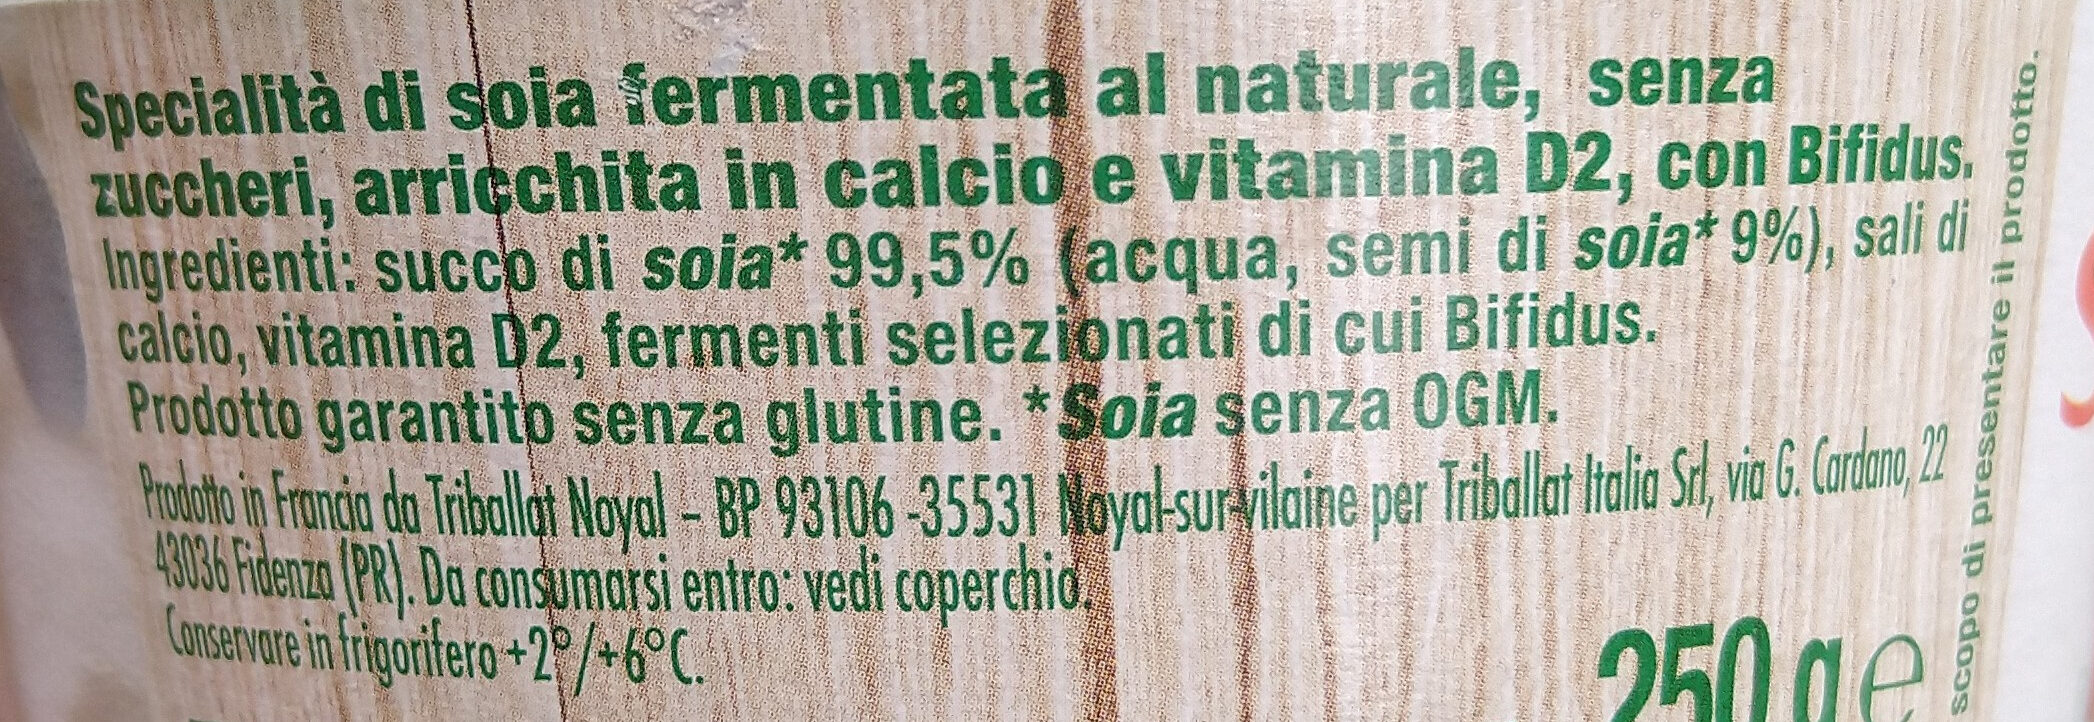 Specialità di soia fermentata al naturale, senza
zuccheri, arricchita in calcio e vitamina D2, con Bifidus.
Ingredienti: succo di soia* 99,5% (acqua, semi di soia* 9%), sali di
calcio, vitamina D2, fermenti selezionati di cui Bifidus.
Prodotto garantito senza glutine. *Soia senza OGM.
Prodotto in Francia da Triballat Noyal - BP 93106 -35531 Noyal-sur-vilaine per Triballat Italia Srl, via G. Cardano, 22
43036 Fidenza (PR). Da consumarsi entro: vedi coperchio.
Conservare in frigorifero +2°/+6°C.
250 g e
scopo di presentare il prodotto.